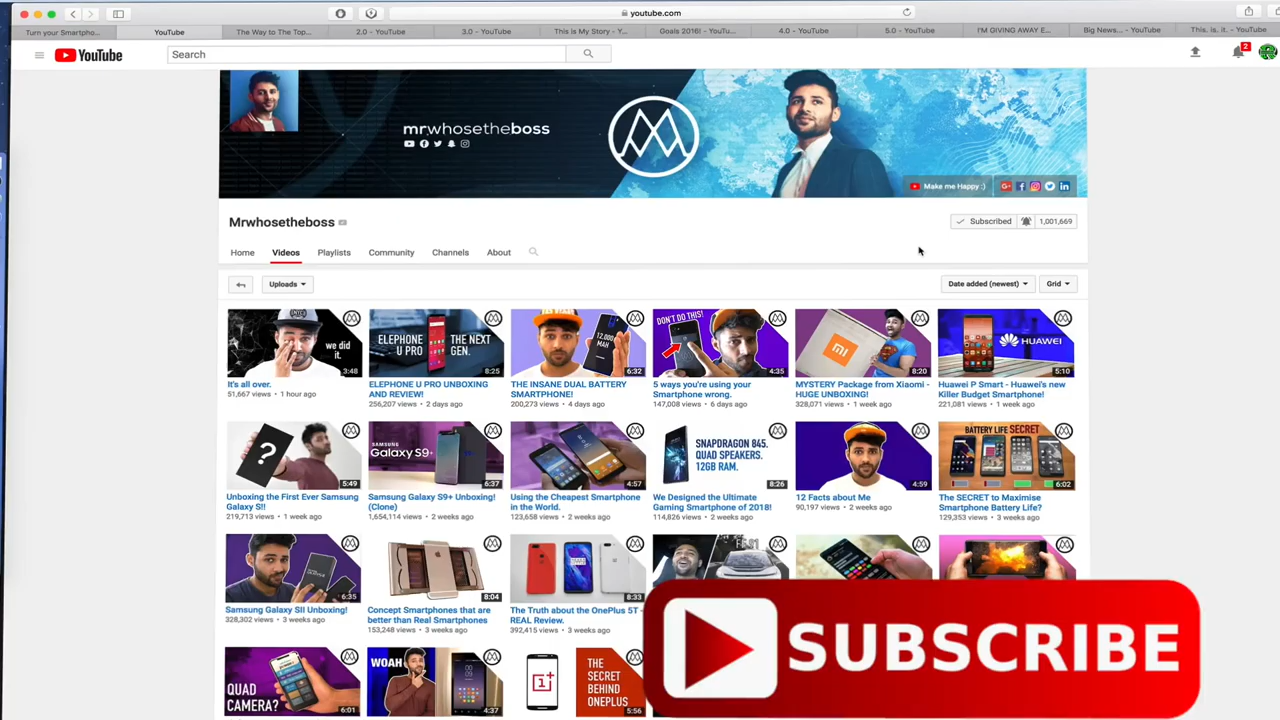 youtube.com
Turn your Smartpho...
YouTube
The Way to The Top...
2.0 - YouTube
3.0 - YouTube
This is My Story - Y...
Goals 2016! - YouTu...
4.0 - YouTube
5.0 - YouTube
I'M GIVING AWAY E...
Big News... - YouTube
This. is. it. - YouTube
YouTube
Search
2
mrwhosetheboss
Make me Happy :)
Mrwhosetheboss
Subscribed 1,001,669
Home Videos Playlists Community Channels About
Uploads
Date added (newest)
Grid
we did
it.
3:48
ELEPHONE
U PRO
THE NEXT
GEN.
8:25
12,000
MAH
6:32
DON'T DO THIS!
4:35
8:20
HUAWEI
5:10
It's all over.
51,667 views • 1 hour ago
ELEPHONE U PRO UNBOXING
AND REVIEW!
256,207 views • 2 days ago
THE INSANE DUAL BATTERY
SMARTPHONE!
200,273 views • 4 days ago
5 ways you're using your
Smartphone wrong.
147,008 views • 6 days ago
MYSTERY Package from Xiaomi -
HUGE UNBOXING!
328,071 views • 1 week ago
Huawei P Smart - Huawei's new
Killer Budget Smartphone!
221,081 views • 1 week ago
?
5:49
SAMSUNG
Galaxy S9+
6:37
4:57
SNAPDRAGON 845.
QUAD SPEAKERS.
12GB RAM.
8:26
4:59
BATTERY LIFE SECRET
6:02
Unboxing the First Ever Samsung
Galaxy S!!
219,713 views • 1 week ago
Samsung Galaxy S9+ Unboxing!
(Clone)
1,654,114 views • 2 weeks ago
Using the Cheapest Smartphone
in the World.
123,658 views • 2 weeks ago
We Designed the Ultimate
Gaming Smartphone of 2018!
114,826 views • 2 weeks ago
12 Facts about Me
90,197 views • 2 weeks ago
The SECRET to Maximise
Smartphone Battery Life?
129,353 views • 3 weeks ago
6:35
8:04
8:33
Samsung Galaxy SII Unboxing!
328,302 views • 3 weeks ago
Concept Smartphones that are
better than Real Smartphones
153,248 views • 3 weeks ago
The Truth about the OnePlus 5T -
REAL Review.
392,415 views • 3 weeks ago
QUAD
CAMERA?
6:01
WOAH
4:37
THE
SECRET
BEHIND
ONEPLUS
5:56
SUBSCRIBE